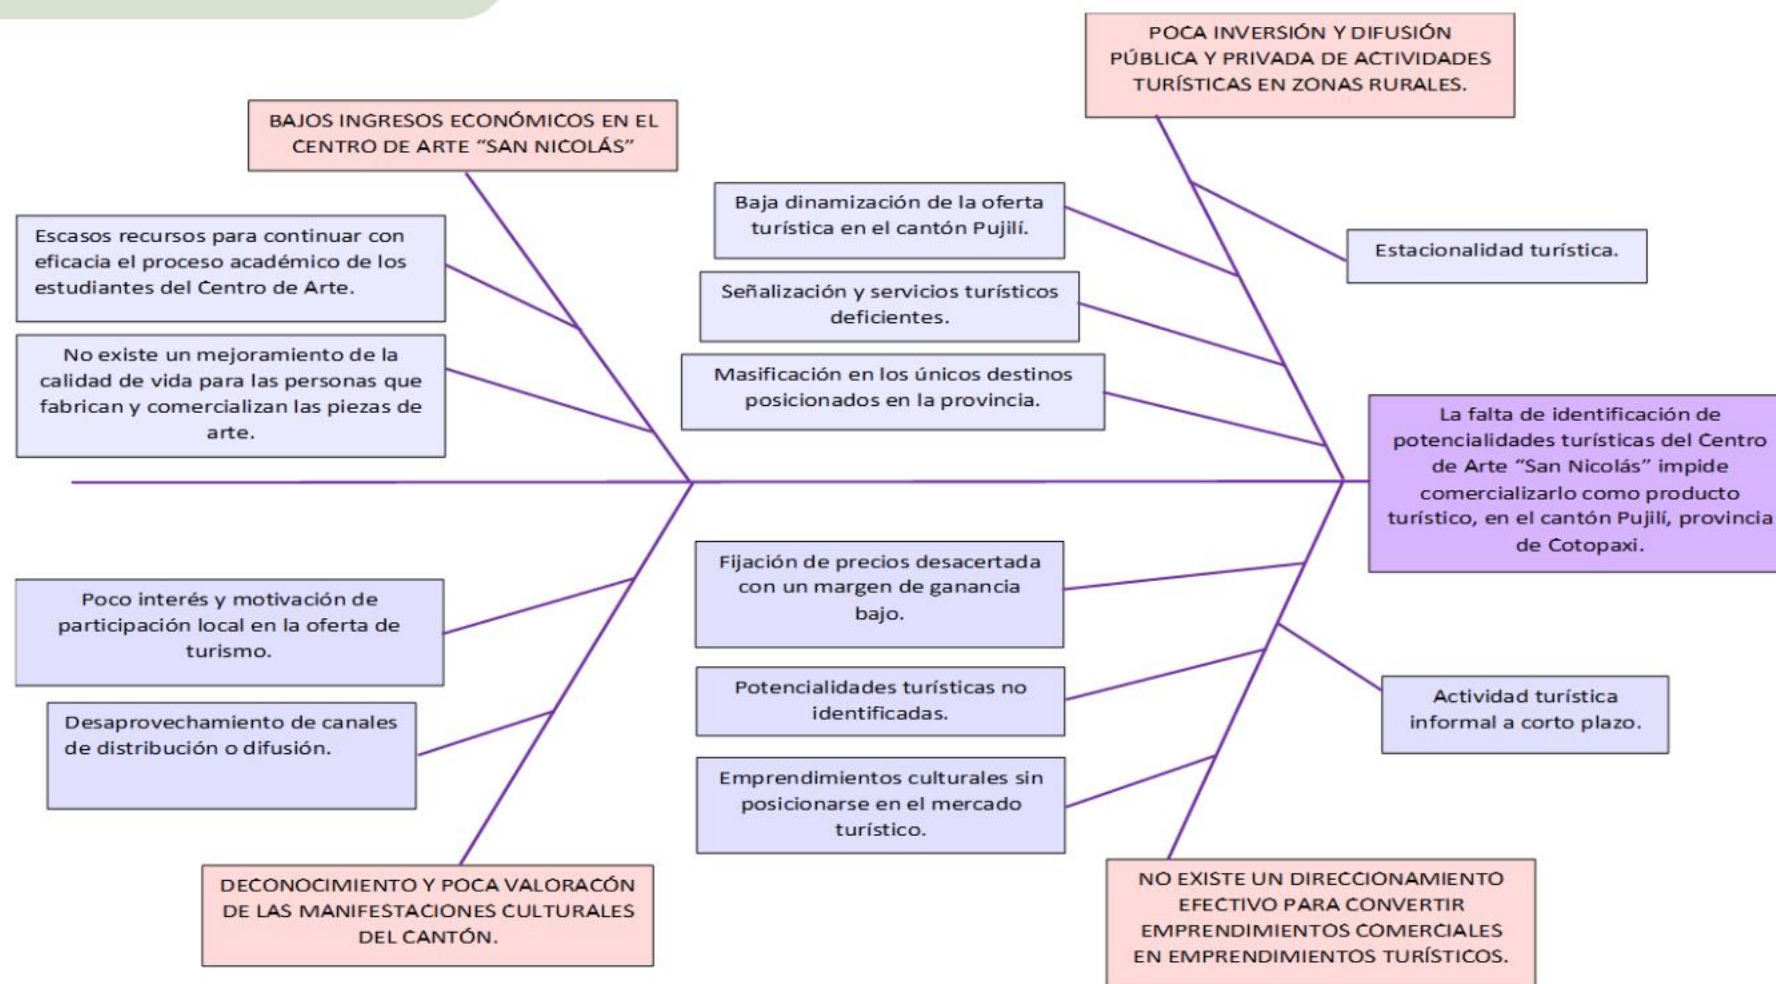 POCA INVERSIÓN Y DIFUSIÓN
PÚBLICA Y PRIVADA DE ACTIVIDADES
TURÍSTICAS EN ZONAS RURALES.
BAJOS INGRESOS ECONÓMICOS EN EL
CENTRO DE ARTE “SAN NICOLÁS”
Escasos recursos para continuar con
eficacia el proceso académico de los
estudiantes del Centro de Arte.
No existe un mejoramiento de la
calidad de vida para las personas que
fabrican y comercializan las piezas de
arte.
Baja dinamización de la oferta
turística en el cantón Pujilí.
Señalización y servicios turísticos
deficientes.
Masificación en los únicos destinos
posicionados en la provincia.
Estacionalidad turística.
La falta de identificación de
potencialidades turísticas del Centro
de Arte “San Nicolás” impide
comercializarlo como producto
turístico, en el cantón Pujilí, provincia
de Cotopaxi.
Poco interés y motivación de
participación local en la oferta de
turismo.
Desaprovechamiento de canales
de distribución o difusión.
Fijación de precios desacertada
con un margen de ganancia
bajo.
Potencialidades turísticas no
identificadas.
Emprendimientos culturales sin
posicionarse en el mercado
turístico.
Actividad turística
informal a corto plazo.
DECONOCIMIENTO Y POCA VALORACÓN
DE LAS MANIFESTACIONES CULTURALES
DEL CANTÓN.
NO EXISTE UN DIRECCIONAMIENTO
EFECTIVO PARA CONVERTIR
EMPRENDIMIENTOS COMERCIALES
EN EMPRENDIMIENTOS TURÍSTICOS.